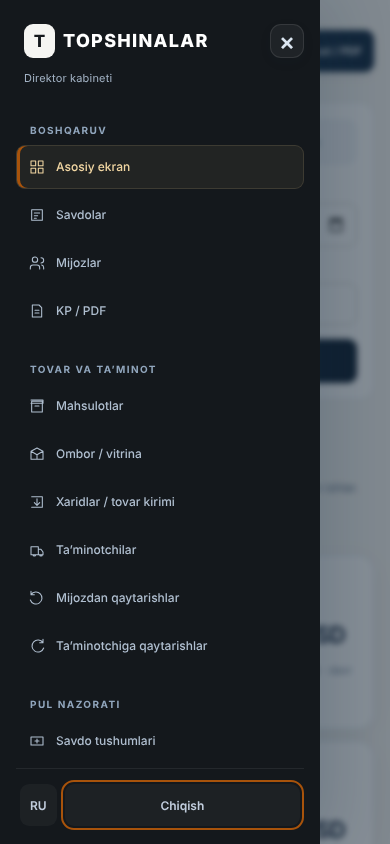 T TOPSHINALAR
Direktor kabineti
BOSHQARUV
Asosiy ekran
Savdolar
Mijozlar
KP / PDF
TOVAR VA TA’MINOT
Mahsulotlar
Ombor / vitrina
Xaridlar / tovar kirimi
Ta’minotchilar
Mijozdan qaytarishlar
Ta’minotchiga qaytarishlar
PUL NAZORATI
Savdo tushumlari
RU
Chiqish